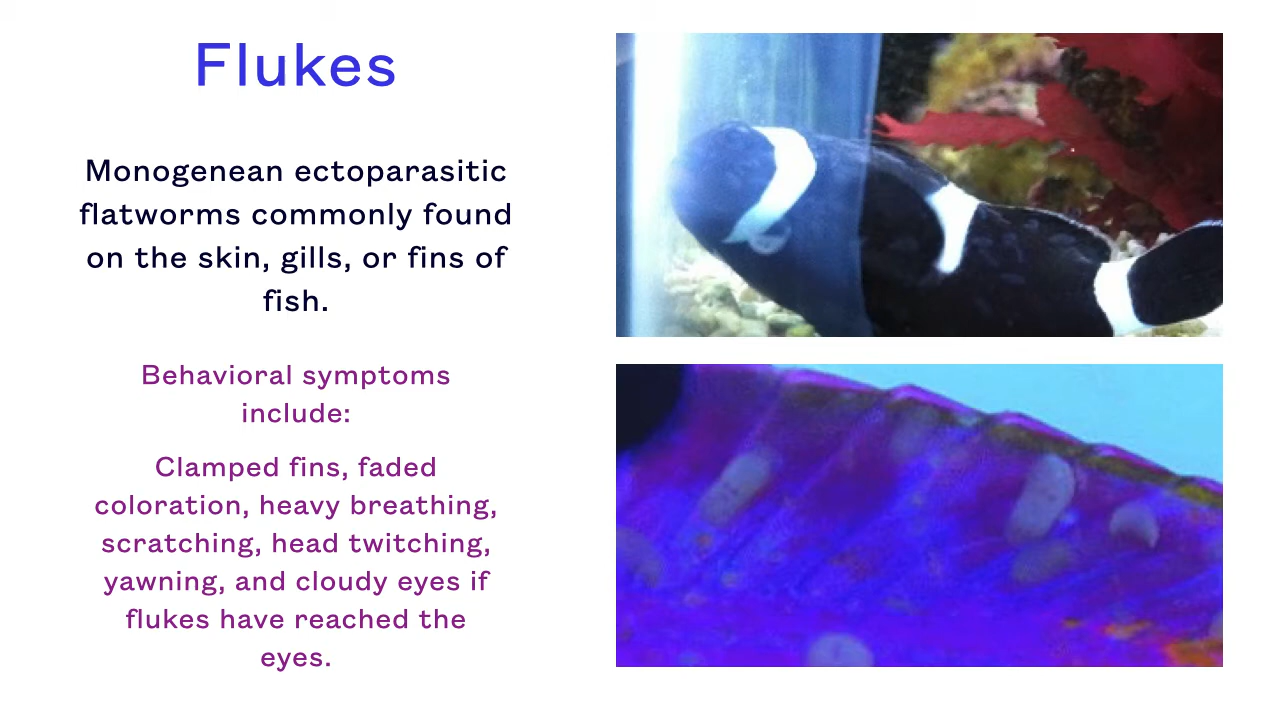 Flukes
Monogenean ectoparasitic
flatworms commonly found
on the skin, gills, or fins of
fish.
Behavioral symptoms
include:
Clamped fins, faded
coloration, heavy breathing,
scratching, head twitching,
yawning, and cloudy eyes if
flukes have reached the
eyes.